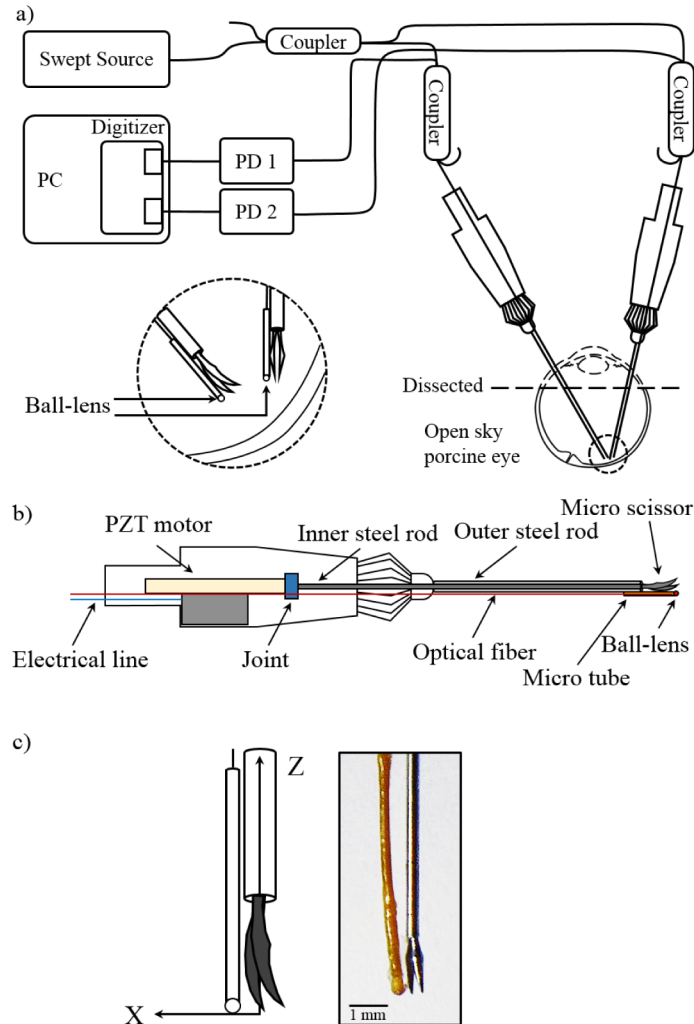 a)
Swept Source
Coupler
Coupler
Coupler
Digitizer
PC
PD 1
PD 2
Ball-lens
Dissected
Open sky
porcine eye
b)
PZT motor
Inner steel rod
Outer steel rod
Micro scissor
Electrical line
Joint
Optical fiber
Micro tube
Ball-lens
c)
Z
X
1 mm